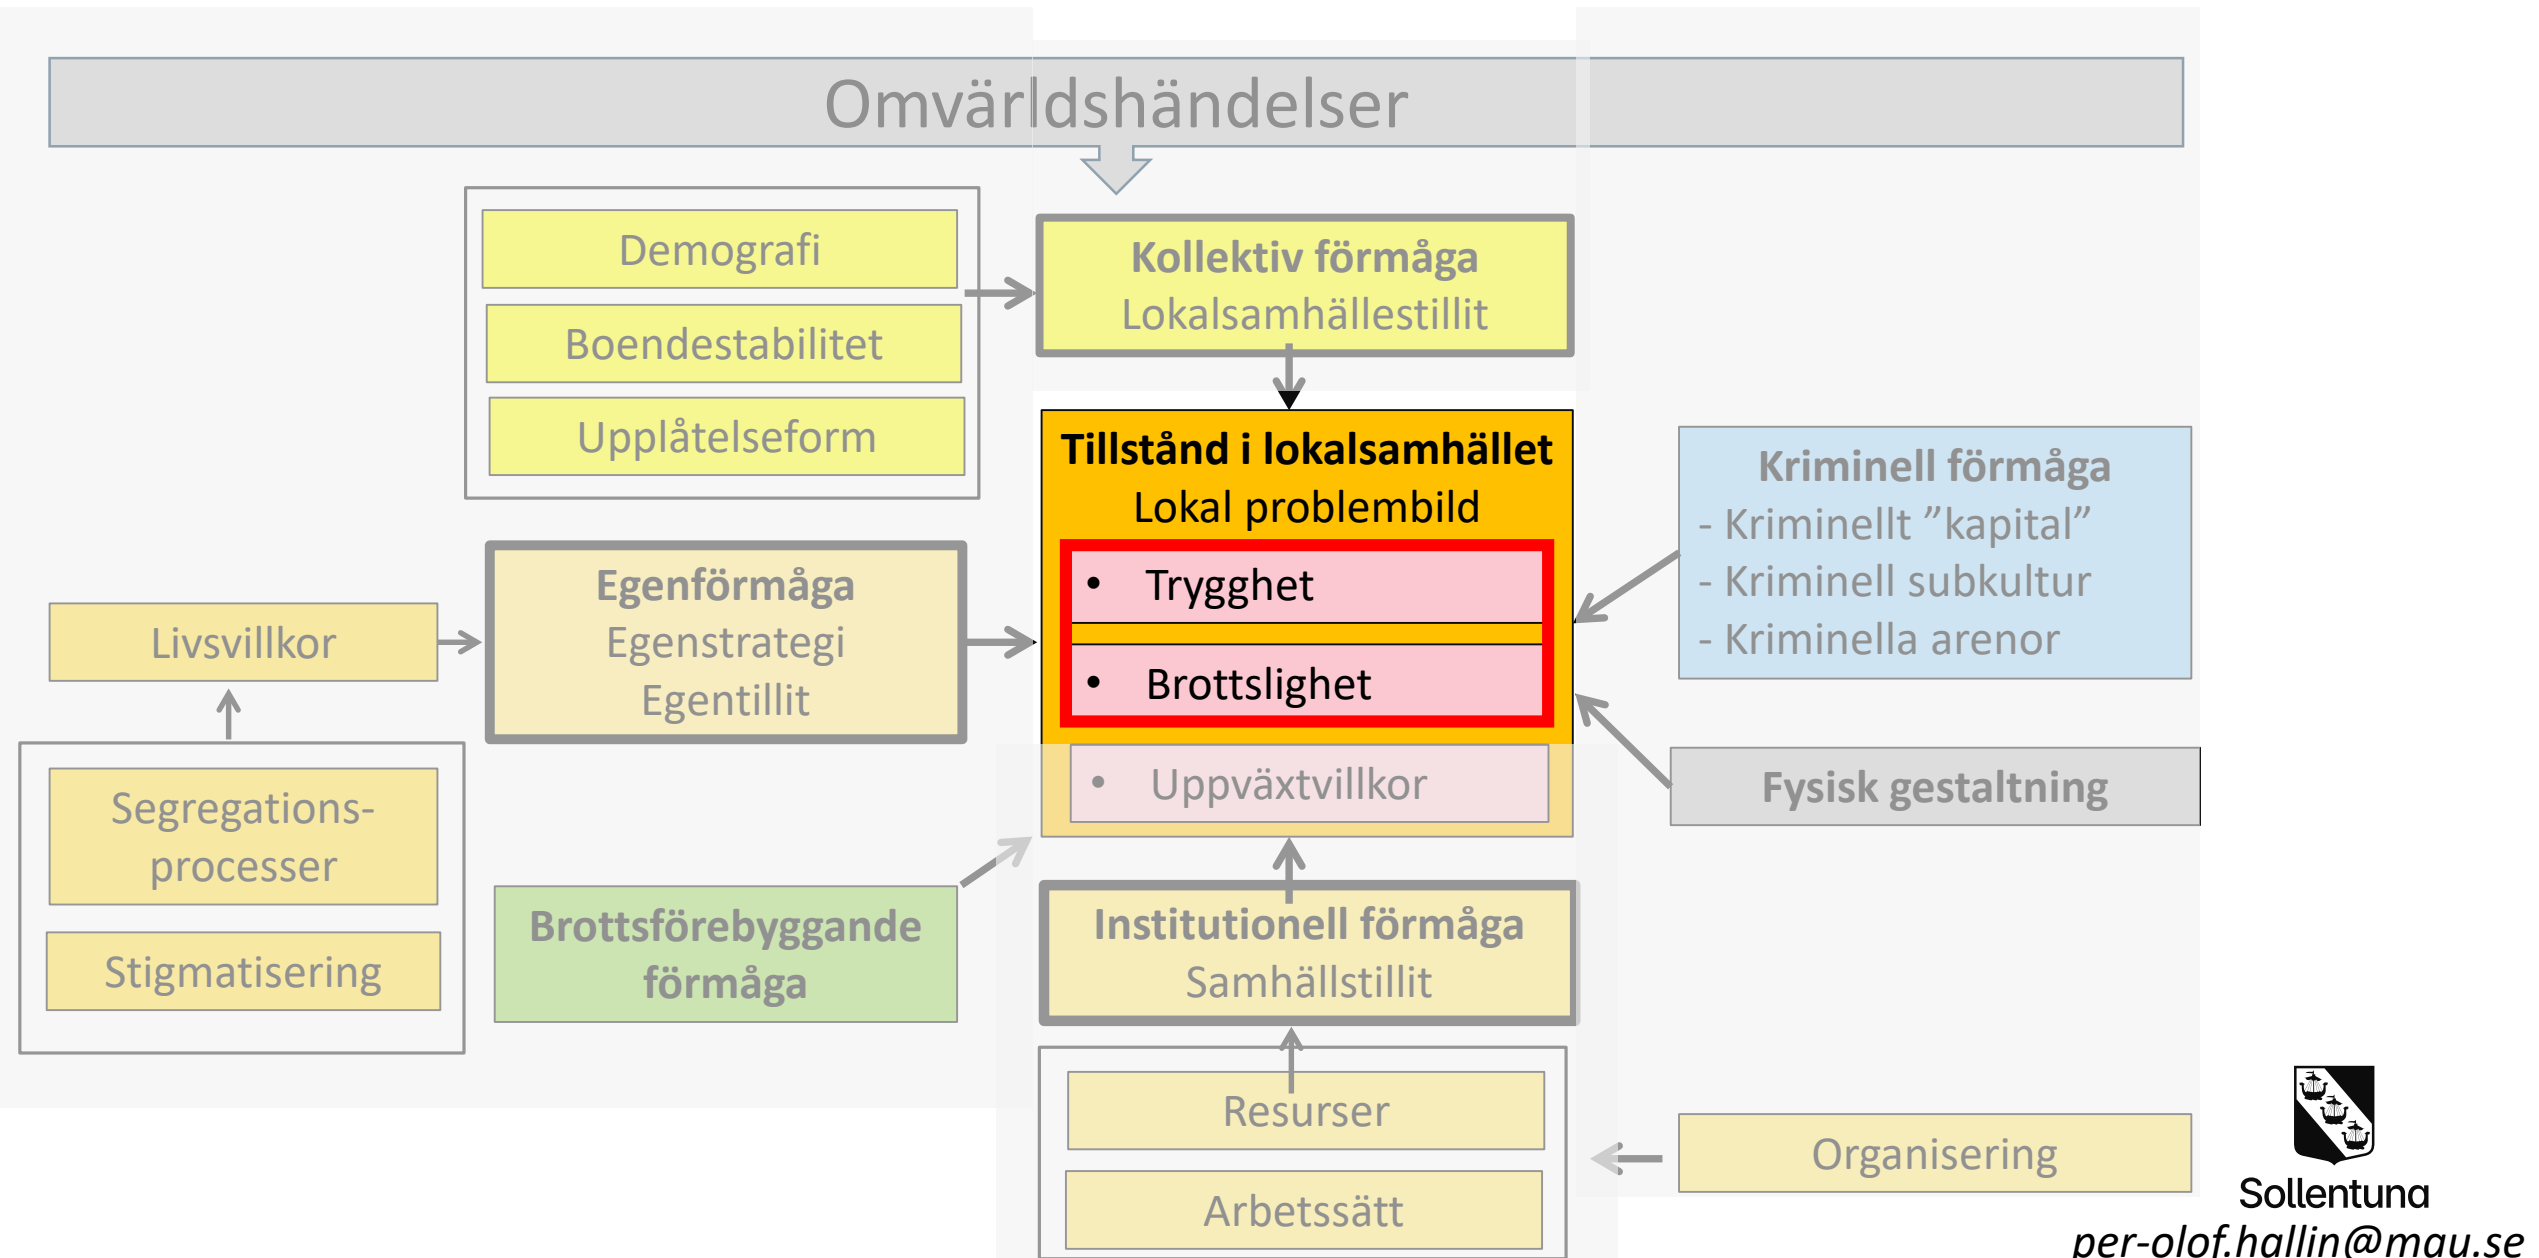 Omvärldshändelser
Demografi
Boendestabilitet
Upplåtelseform
Kollektiv förmåga
Lokalsamhällestillit
Tillstånd i lokalsamhället
Lokal problembild
• Trygghet
• Brottslighet
• Uppväxtvillkor
Kriminell förmåga
- Kriminellt ”kapital”
- Kriminell subkultur
- Kriminella arenor
Egenförmåga
Egenstrategi
Egentillit
Livsvillkor
Segregations-
processer
Stigmatisering
Fysisk gestaltning
Brottsförebyggande
förmåga
Institutionell förmåga
Samhällstillit
Resurser
Arbetssätt
Organisering
Sollentuna
per-olof.hallin@mau.se